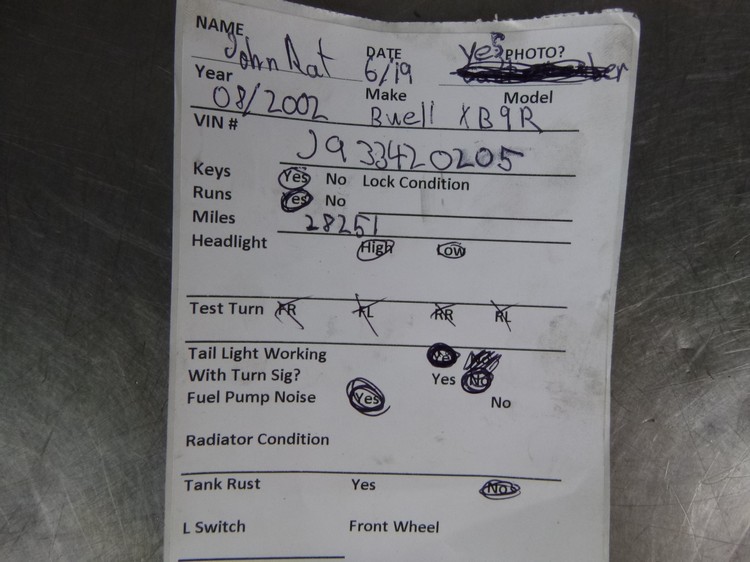 NAME John Rat DATE 6/19 yes PHOTO?
Year 08/2002 Make Buell Model XB9R
VIN # J9 33420205
Keys Yes No Lock Condition
Runs Yes No
Miles 28251
Headlight High Low
Test Turn FR FL RR RL
Tail Light Working Yes No
With Turn Sig? Yes No
Fuel Pump Noise Yes No
Radiator Condition
Tank Rust Yes No
L Switch Front Wheel